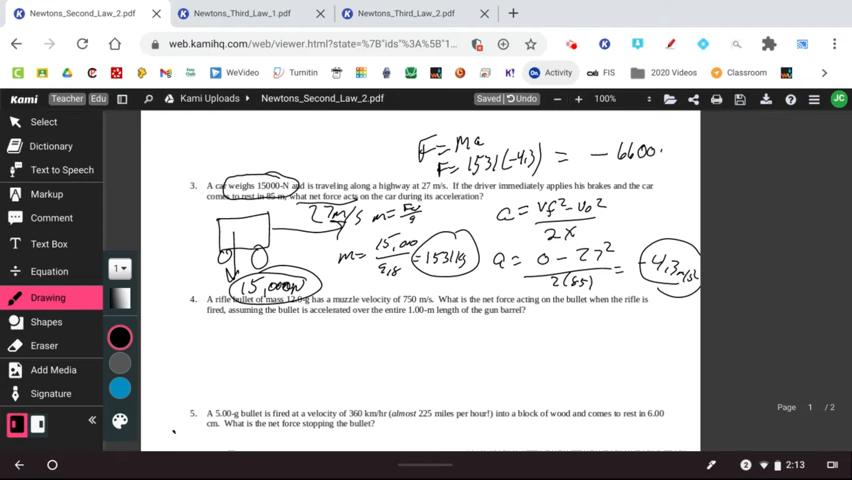 Newtons_Second_Law_2.pdf
Newtons_Third_Law_1.pdf
Newtons_Third_Law_2.pdf
web.kamihq.com/web/viewer.html?state=%7B"ids"%3A%5B"1...
WeVideo
Turnitin
K!
Activity
FIS
2020 Videos
Classroom
Kami
Teacher
Edu
Kami Uploads > Newtons_Second_Law_2.pdf
Saved
Undo
100%
JC
Select
Dictionary
Text to Speech
Markup
Comment
Text Box
Equation
Drawing
Shapes
Eraser
Add Media
Signature
1
F = Ma
F = 1531(-4.3) = -6600.
3. A car weighs 15000-N and is traveling along a highway at 27 m/s. If the driver immediately applies his brakes and the car
comes to rest in 85 m, what net force acts on the car during its acceleration?
27 m/s
m = Fw/g
a = vf² - vo² / 2x
m = 15,00 / 9.8 = 1531 kg
a = 0 - 27² / 2(85) = -4.3 m/s²
15,000N
4. A rifle bullet of mass 12.0-g has a muzzle velocity of 750 m/s. What is the net force acting on the bullet when the rifle is
fired, assuming the bullet is accelerated over the entire 1.00-m length of the gun barrel?
5. A 5.00-g bullet is fired at a velocity of 360 km/hr (almost 225 miles per hour!) into a block of wood and comes to rest in 6.00
cm. What is the net force stopping the bullet?
Page 1 / 2
2
2:13